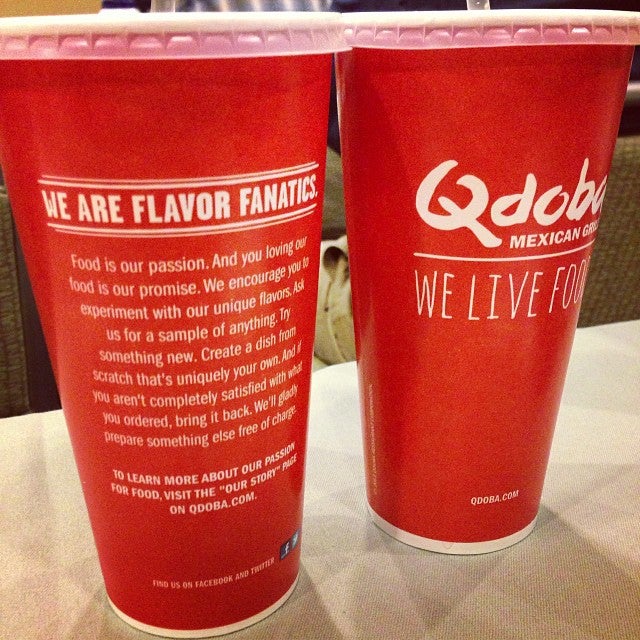 WE ARE FLAVOR FANATICS.
Food is our passion. And you loving our
food is our promise. We encourage you to
experiment with our unique flavors. Ask
us for a sample of anything. Try
something new. Create a dish from
scratch that's uniquely your own. And if
you aren't completely satisfied with what
you ordered, bring it back. We'll gladly
prepare something else free of charge.
TO LEARN MORE ABOUT OUR PASSION
FOR FOOD, VISIT THE "OUR STORY" PAGE
ON QDOBA.COM.
FIND US ON FACEBOOK AND TWITTER
Qdoba
MEXICAN GRI
WE LIVE FOO
QDOBA.COM